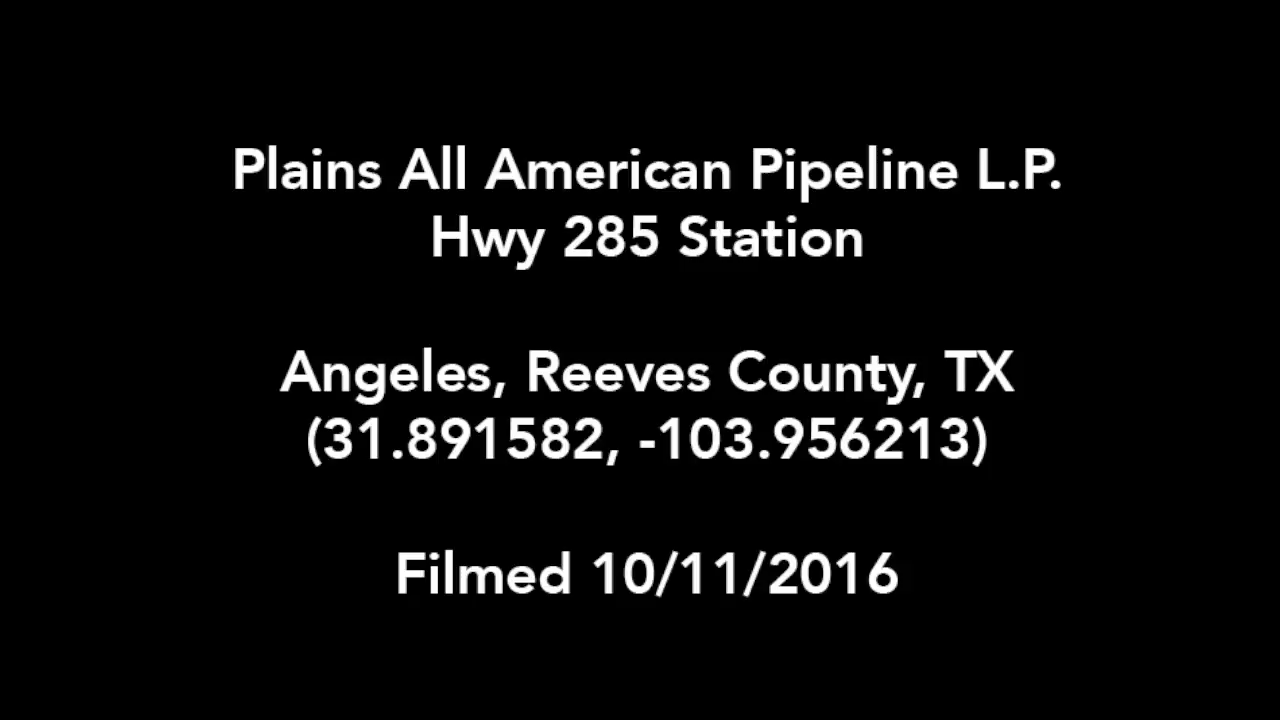 Plains All American Pipeline L.P.
Hwy 285 Station
Angeles, Reeves County, TX
(31.891582, -103.956213)
Filmed 10/11/2016